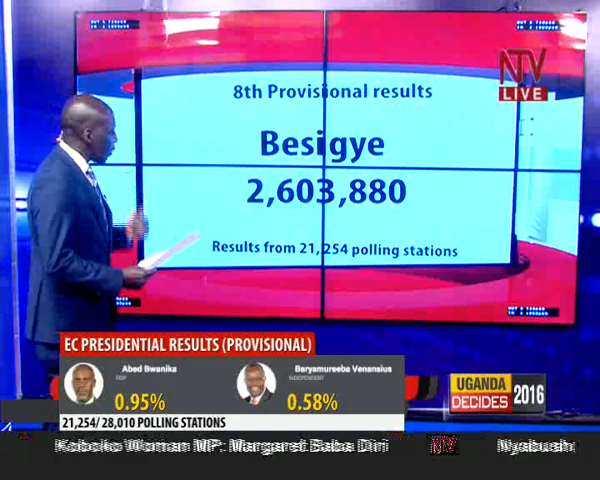 8th Provisional results
Besigye
2,603,880
Results from 21,254 polling stations
NTV
LIVE
EC PRESIDENTIAL RESULTS (PROVISIONAL)
Abed Bwanika
0.95%
Baryamureeba Venansius
INDEPENDENT
0.58%
21,254/ 28,010 POLLING STATIONS
UGANDA
DECIDES
2016
Koboko Woman MP: Margaret Baba Diri
NTV